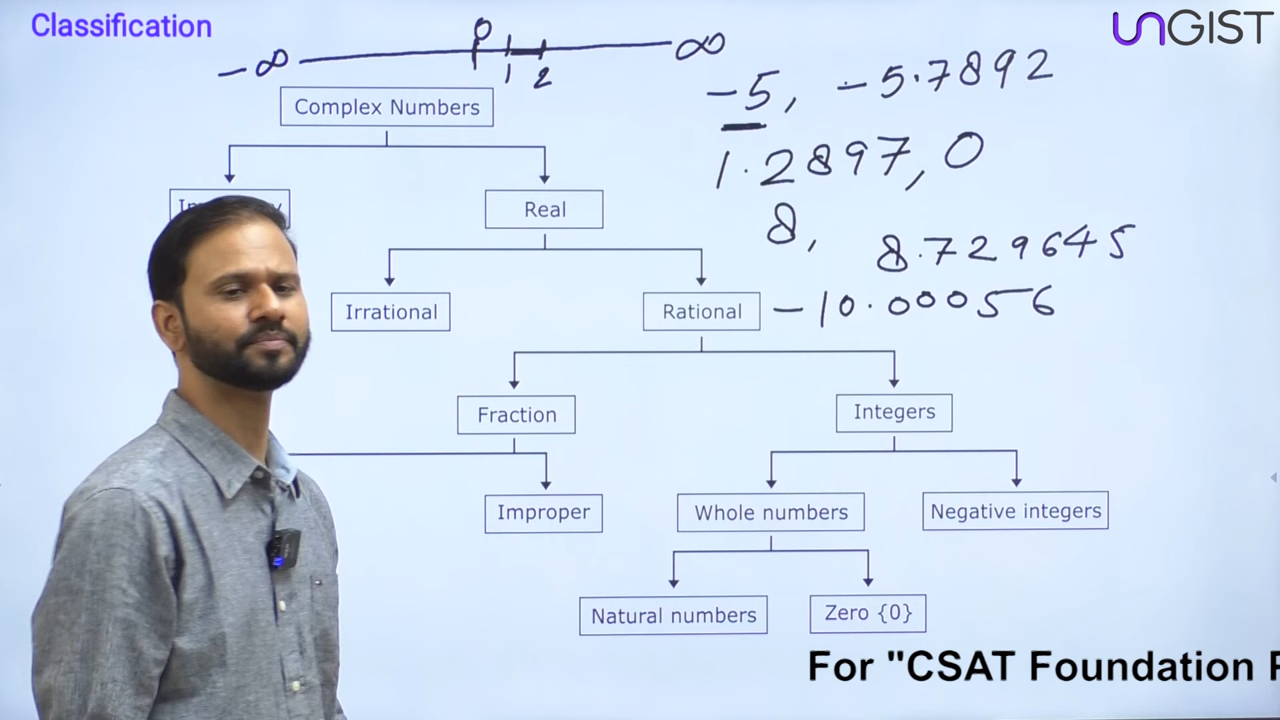 Classification
UNGIST
0
-∞ ∞
1 2
-5, -5.7892
Complex Numbers
1.2897, 0
Real
8, 8.729645
Irrational
Rational
-10.00056
Fraction
Integers
Improper
Whole numbers
Negative integers
Natural numbers
Zero {0}
For "CSAT Foundation